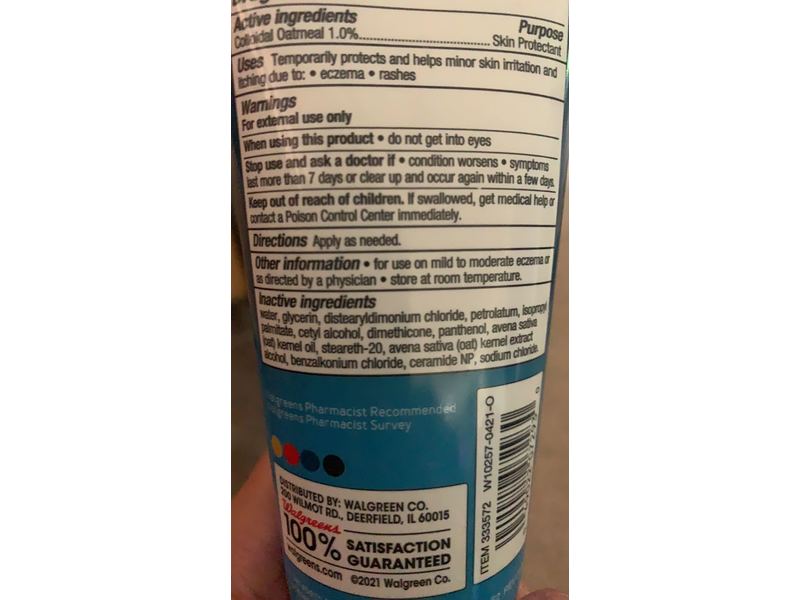 Active ingredients Purpose
Colloidal Oatmeal 1.0%.......................................... Skin Protectant
Uses Temporarily protects and helps minor skin irritation and
itching due to: • eczema • rashes
Warnings
For external use only
When using this product • do not get into eyes
Stop use and ask a doctor if • condition worsens • symptoms
last more than 7 days or clear up and occur again within a few days.
Keep out of reach of children. If swallowed, get medical help or
contact a Poison Control Center immediately.
Directions Apply as needed.
Other information • for use on mild to moderate eczema or
as directed by a physician • store at room temperature.
Inactive ingredients
water, glycerin, distearyldimonium chloride, petrolatum, isopropyl
palmitate, cetyl alcohol, dimethicone, panthenol, avena sativa
(oat) kernel oil, steareth-20, avena sativa (oat) kernel extract
alcohol, benzalkonium chloride, ceramide NP, sodium chloride.
Walgreens Pharmacist Recommended
Walgreens Pharmacist Survey
DISTRIBUTED BY: WALGREEN CO.
200 WILMOT RD., DEERFIELD, IL 60015
Walgreens
100% SATISFACTION
GUARANTEED
walgreens.com ©2021 Walgreen Co.
ITEM 333572 W10257-0421-O